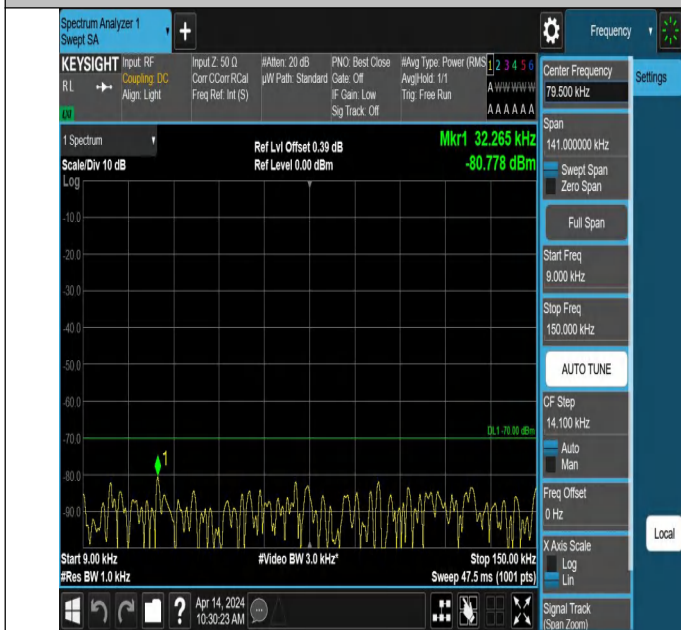 Spectrum Analyzer 1
Swept SA
+
Frequency
KEYSIGHT
RL
Input: RF
Coupling: DC
Align: Light
Input Z: 50 Ω
Corr CCorr RCal
Freq Ref: Int (S)
#Atten: 20 dB
µW Path: Standard
PNO: Best Close
Gate: Off
IF Gain: Low
Sig Track: Off
#Avg Type: Power (RMS
Avg|Hold: 1/1
Trig: Free Run
1 2 3 4 5 6
A W W W W W
A A A A A A
1 Spectrum
Scale/Div 10 dB
Log
Ref Lvl Offset 0.39 dB
Ref Level 0.00 dBm
Mkr1 32.265 kHz
-80.778 dBm
-10.0
-20.0
-30.0
-40.0
-50.0
-60.0
-70.0
-80.0
-90.0
DL1 -70.00 dBm
1
Start 9.00 kHz
#Res BW 1.0 kHz
#Video BW 3.0 kHz*
Stop 150.00 kHz
Sweep 47.5 ms (1001 pts)
?
Apr 14, 2024
10:30:23 AM
Center Frequency
79.500 kHz
Settings
Span
141.000000 kHz
Swept Span
Zero Span
Full Span
Start Freq
9.000 kHz
Stop Freq
150.000 kHz
AUTO TUNE
CF Step
14.100 kHz
Auto
Man
Freq Offset
0 Hz
X Axis Scale
Log
Lin
Local
Signal Track
(Span Zoom)